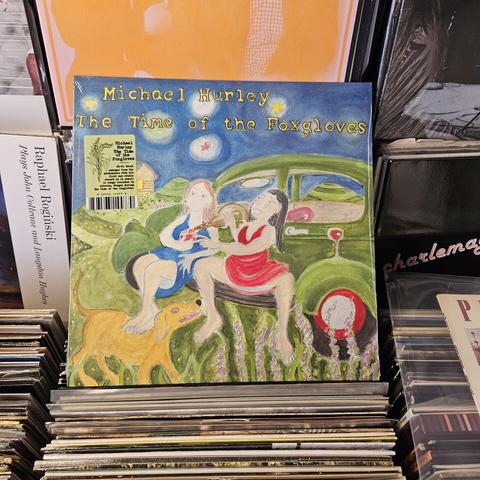 Michael Hurley
The Time of the Foxgloves
Michael
Hurley
The Time
of the
Foxgloves
Raphael Rogiński
Plays John Coltrane and Langston Hughes
charlemag
P